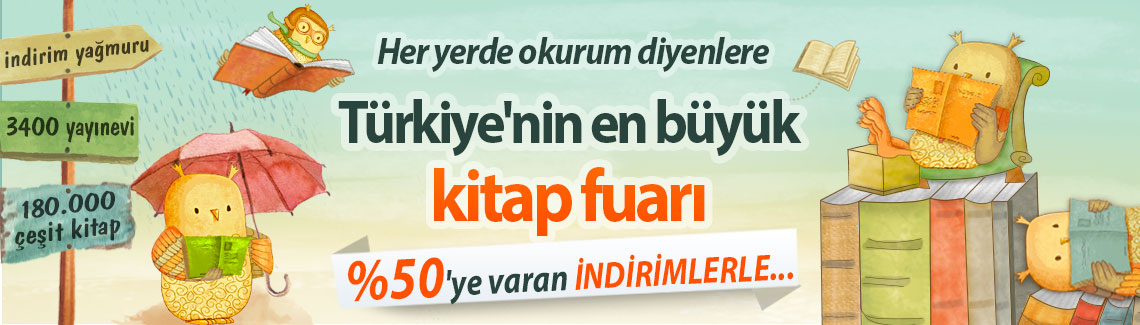 indirim yağmuru
3400 yayınevi
180.000
çeşit kitap
Her yerde okurum diyenlere
Türkiye'nin en büyük
kitap fuarı
%50'ye varan İNDİRİMLERLE...